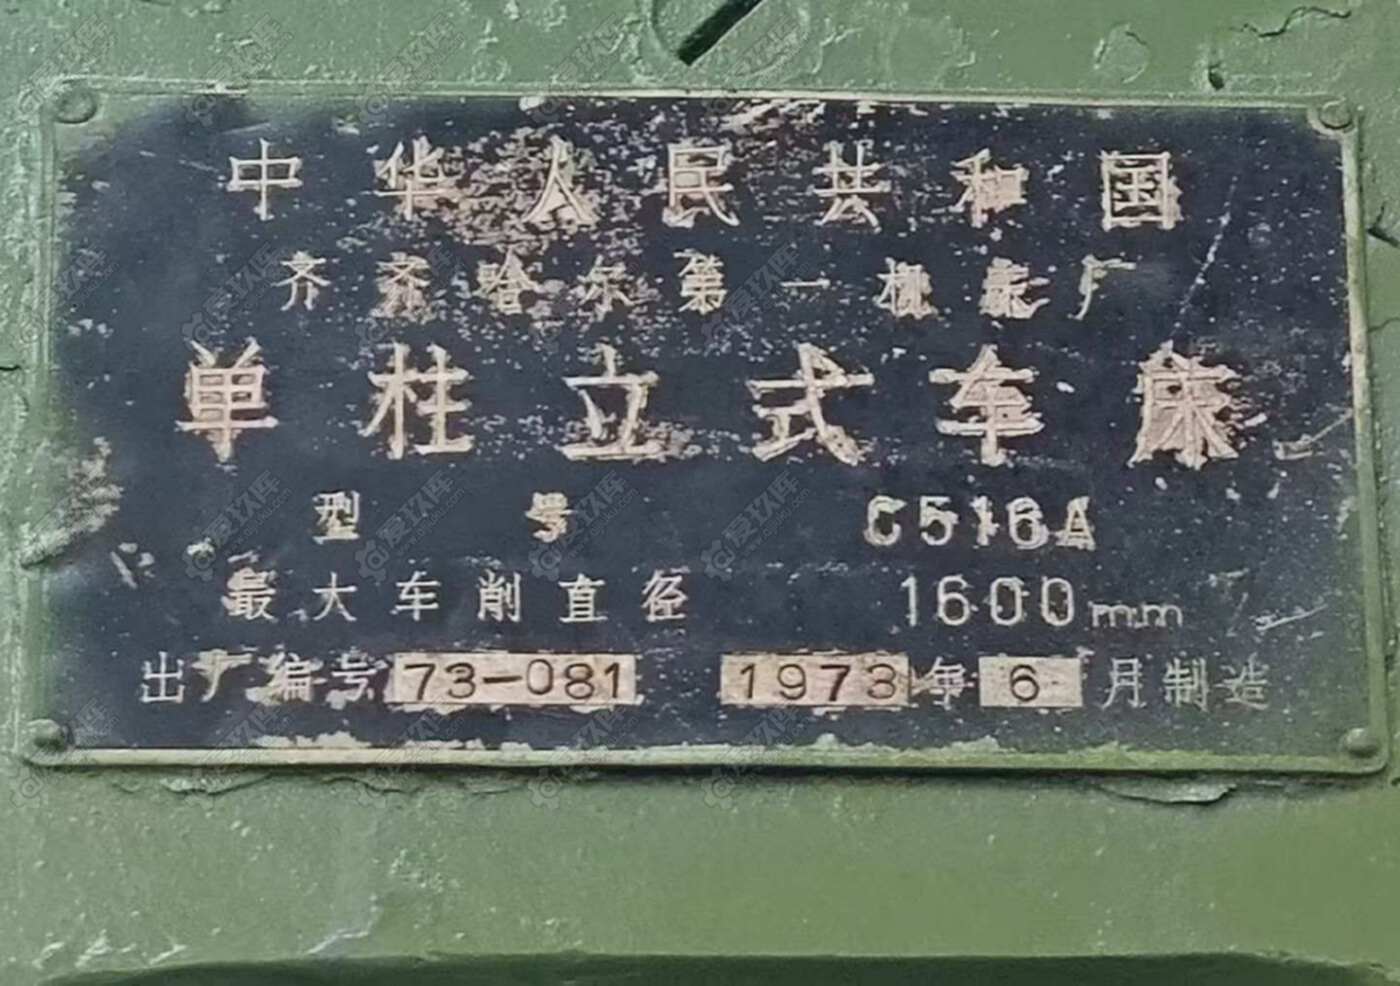 中华人民共和国
齐齐哈尔第一机床厂
单柱立式车床
型号 C516A
最大车削直径 1600mm
出厂编号 73-081 1973年6月制造